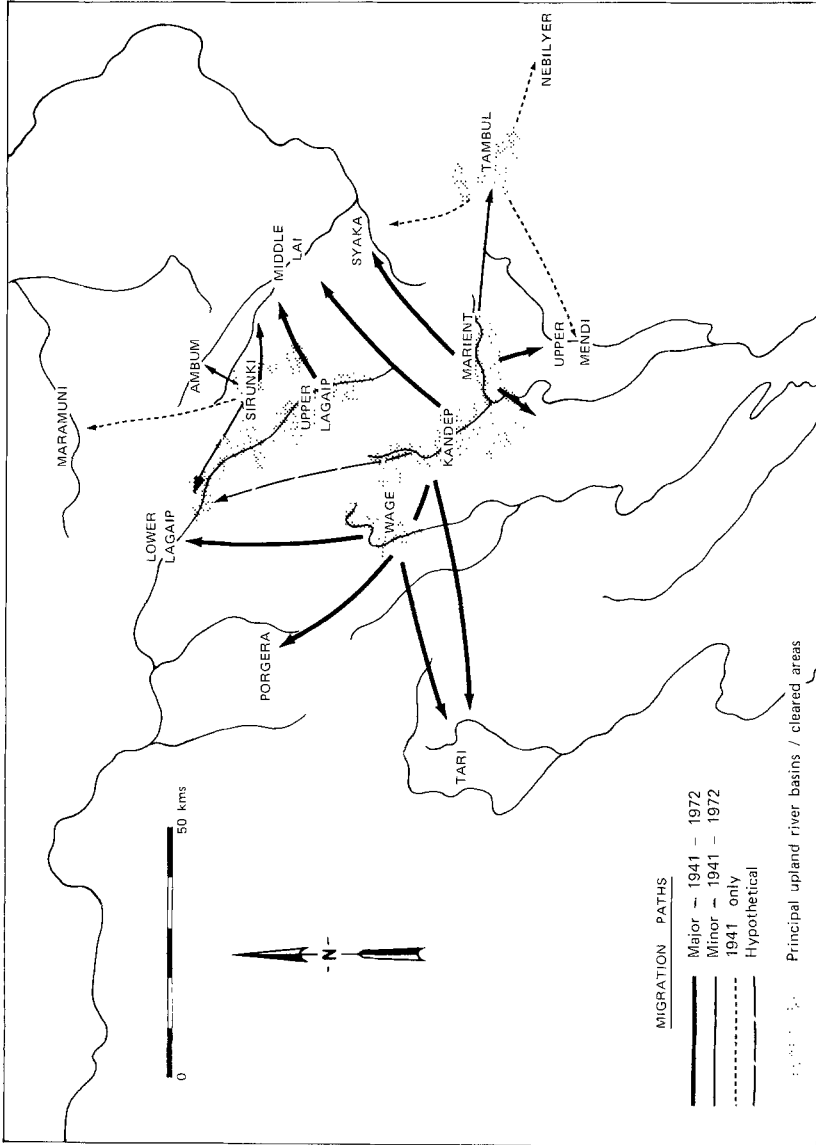 MARAMUNI
AMBUM
SIRUNKI
MIDDLE
LAI
LOWER
LAGAIP
UPPER
LAGAIP
SYAKA
NEBILYER
TAMBUL
PORGERA
WAGE
KANDEP
MARIENT
UPPER
MENDI
TARI
0 50 kms
- N -
MIGRATION PATHS
Major – 1941 – 1972
Minor – 1941 – 1972
1941 only
Hypothetical
Principal upland river basins / cleared areas